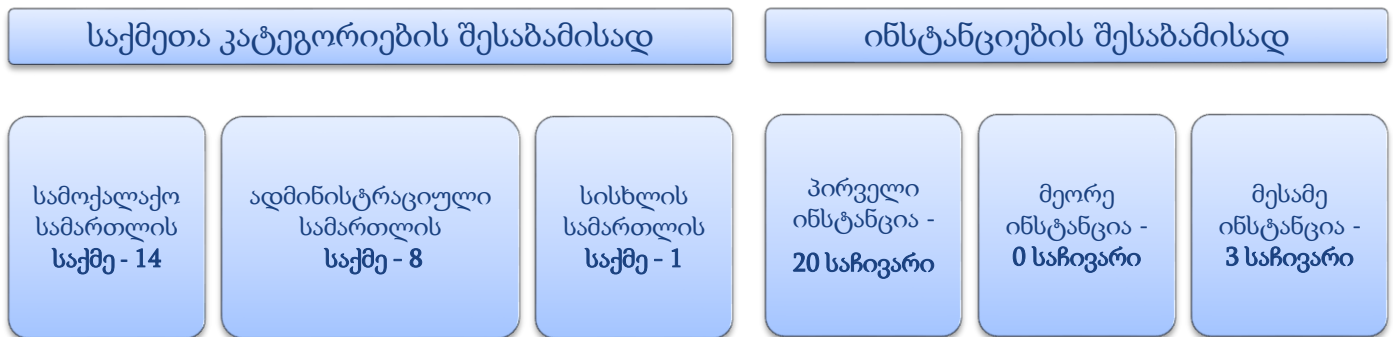 საქმეთა კატეგორიების შესაბამისად
სამოქალაქო
სამართლის
საქმე - 14
ადმინისტრაციული
სამართლის
საქმე - 8
სისხლის
სამართლის
საქმე - 1
ინსტანციების შესაბამისად
პირველი
ინსტანცია -
20 საჩივარი
მეორე
ინსტანცია -
0 საჩივარი
მესამე
ინსტანცია -
3 საჩივარი